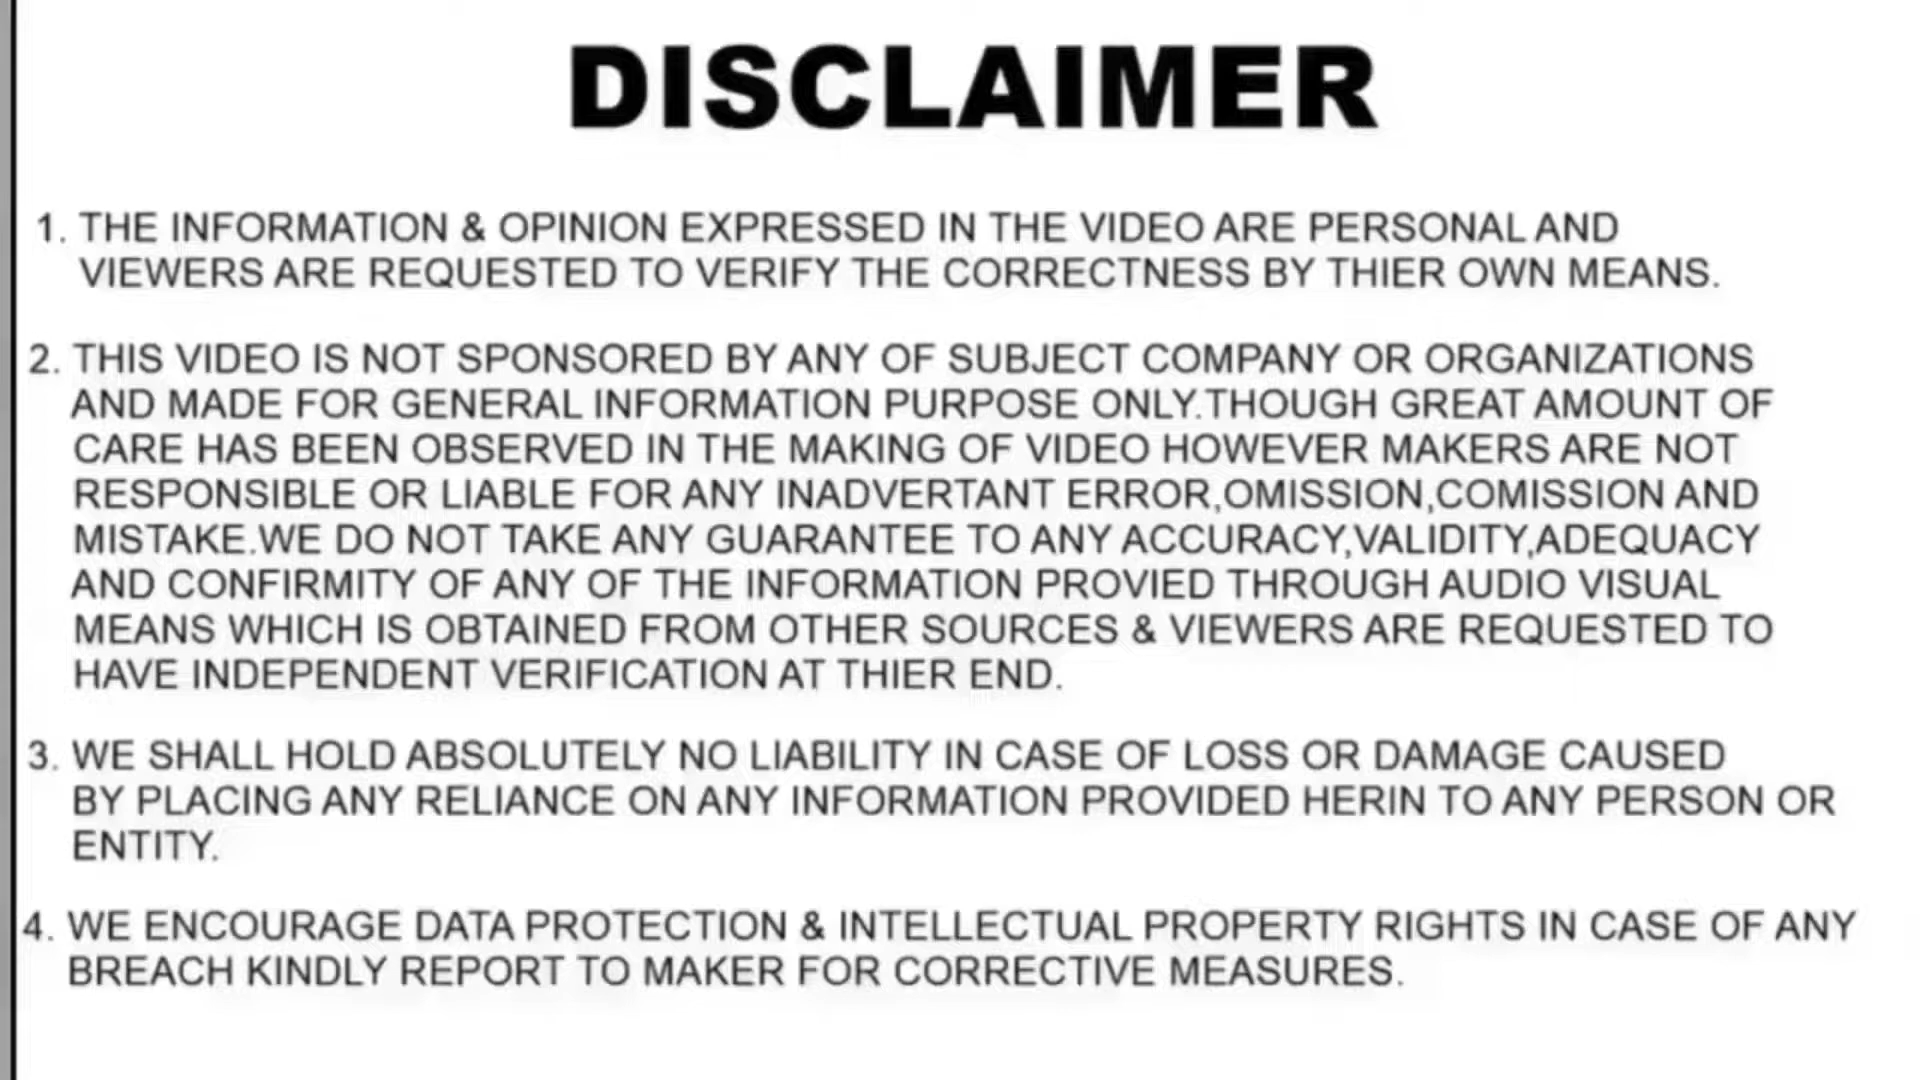 DISCLAIMER
1. THE INFORMATION & OPINION EXPRESSED IN THE VIDEO ARE PERSONAL AND
VIEWERS ARE REQUESTED TO VERIFY THE CORRECTNESS BY THIER OWN MEANS.
2. THIS VIDEO IS NOT SPONSORED BY ANY OF SUBJECT COMPANY OR ORGANIZATIONS
AND MADE FOR GENERAL INFORMATION PURPOSE ONLY.THOUGH GREAT AMOUNT OF
CARE HAS BEEN OBSERVED IN THE MAKING OF VIDEO HOWEVER MAKERS ARE NOT
RESPONSIBLE OR LIABLE FOR ANY INADVERTANT ERROR,OMISSION,COMISSION AND
MISTAKE.WE DO NOT TAKE ANY GUARANTEE TO ANY ACCURACY,VALIDITY,ADEQUACY
AND CONFIRMITY OF ANY OF THE INFORMATION PROVIED THROUGH AUDIO VISUAL
MEANS WHICH IS OBTAINED FROM OTHER SOURCES & VIEWERS ARE REQUESTED TO
HAVE INDEPENDENT VERIFICATION AT THIER END.
3. WE SHALL HOLD ABSOLUTELY NO LIABILITY IN CASE OF LOSS OR DAMAGE CAUSED
BY PLACING ANY RELIANCE ON ANY INFORMATION PROVIDED HERIN TO ANY PERSON OR
ENTITY.
4. WE ENCOURAGE DATA PROTECTION & INTELLECTUAL PROPERTY RIGHTS IN CASE OF ANY
BREACH KINDLY REPORT TO MAKER FOR CORRECTIVE MEASURES.